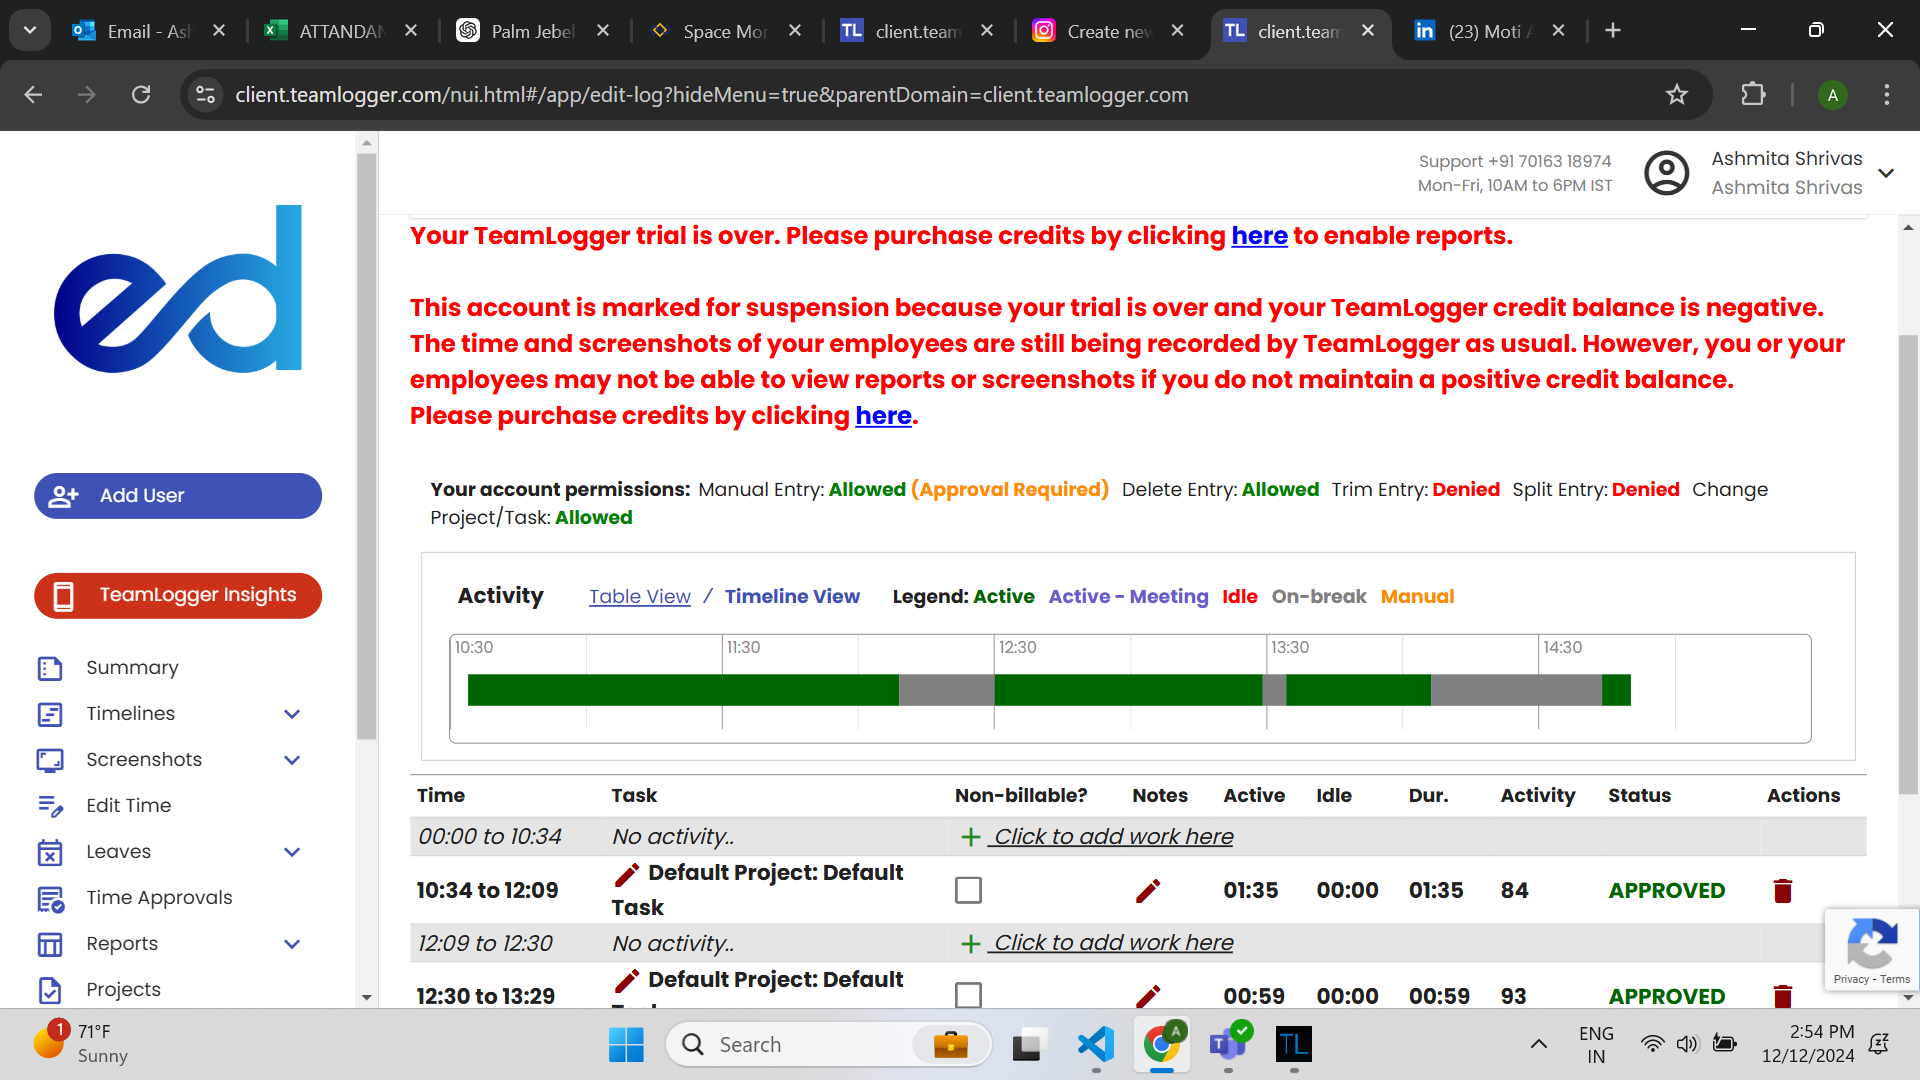 Email - Ash
ATTANDAN
Palm Jebel
Space Mor
client.team
Create new
client.team
(23) Moti A
client.teamlogger.com/nui.html#/app/edit-log?hideMenu=true&parentDomain=client.teamlogger.com
A
Support +91 70163 18974
Mon-Fri, 10AM to 6PM IST
Ashmita Shrivas
Ashmita Shrivas
ed
Add User
TeamLogger Insights
Summary
Timelines
Screenshots
Edit Time
Leaves
Time Approvals
Reports
Projects
Your TeamLogger trial is over. Please purchase credits by clicking here to enable reports.
This account is marked for suspension because your trial is over and your TeamLogger credit balance is negative.
The time and screenshots of your employees are still being recorded by TeamLogger as usual. However, you or your
employees may not be able to view reports or screenshots if you do not maintain a positive credit balance.
Please purchase credits by clicking here.
Your account permissions: Manual Entry: Allowed (Approval Required) Delete Entry: Allowed Trim Entry: Denied Split Entry: Denied Change
Project/Task: Allowed
Activity Table View / Timeline View Legend: Active Active - Meeting Idle On-break Manual
10:30 11:30 12:30 13:30 14:30
Time Task Non-billable? Notes Active Idle Dur. Activity Status Actions
00:00 to 10:34 No activity.. + Click to add work here
10:34 to 12:09 Default Project: Default Task 01:35 00:00 01:35 84 APPROVED
12:09 to 12:30 No activity.. + Click to add work here
12:30 to 13:29 Default Project: Default 00:59 00:00 00:59 93 APPROVED
Privacy - Terms
1
71°F
Sunny
Search
TL
ENG
IN
2:54 PM
12/12/2024